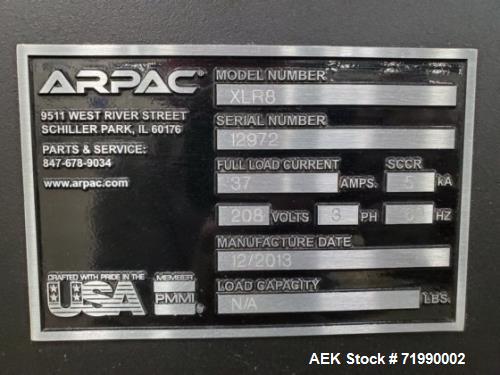 ARPAC
9511 WEST RIVER STREET
SCHILLER PARK, IL 60176
PARTS & SERVICE:
847-678-9034
www.arpac.com
CRAFTED WITH PRIDE IN THE
USA
MEMBER
PMMI
MODEL NUMBER
XLR8
SERIAL NUMBER
12972
FULL LOAD CURRENT SCCR
37 AMPS. 5 kA
208 VOLTS 3 PH HZ
MANUFACTURE DATE
12/2013
LOAD CAPACITY
N/A LBS.
AEK Stock # 71990002